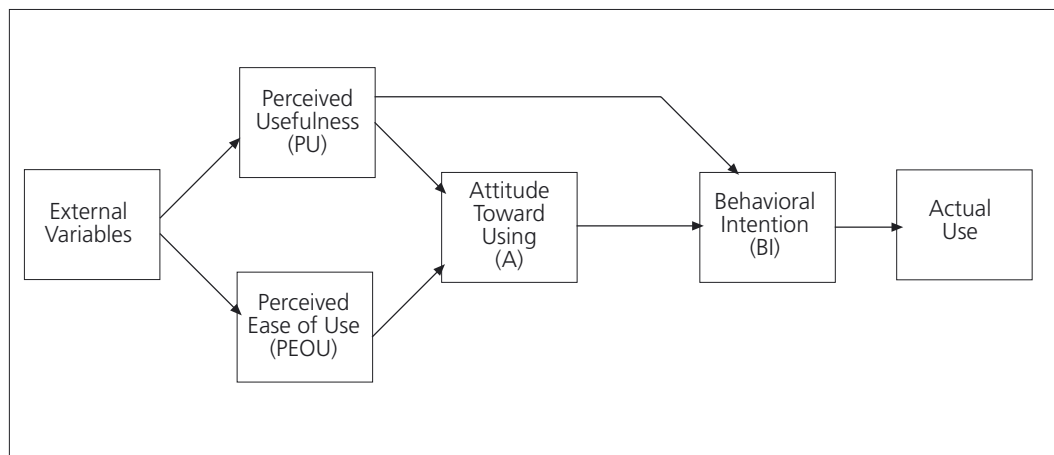 External
Variables
Perceived
Usefulness
(PU)
Perceived
Ease of Use
(PEOU)
Attitude
Toward
Using
(A)
Behavioral
Intention
(BI)
Actual
Use